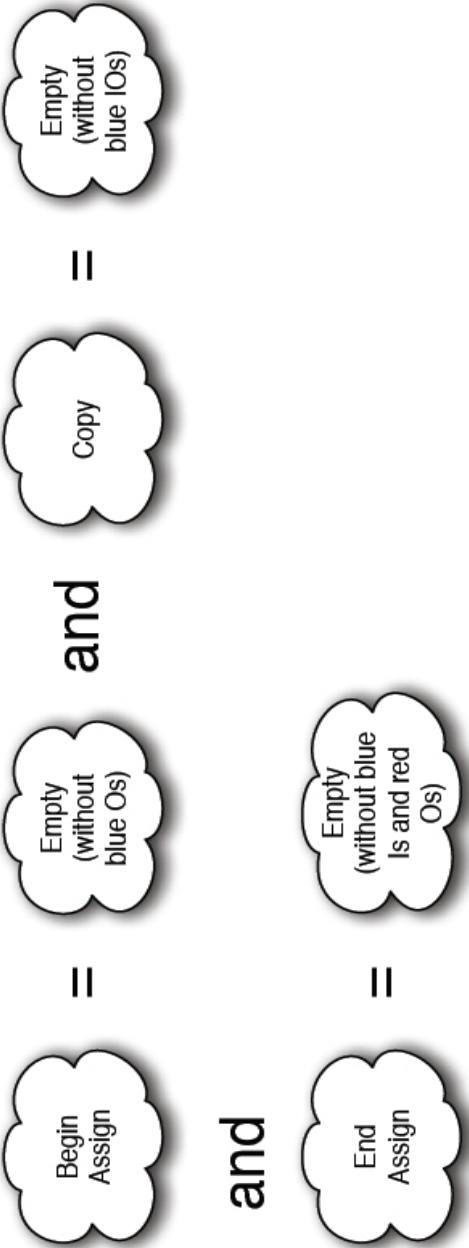 Begin
Assign
=
Empty
(without
blue Os)
and
Copy
=
Empty
(without
blue IOs)
and
End
Assign
=
Empty
(without blue
Is and red
Os)